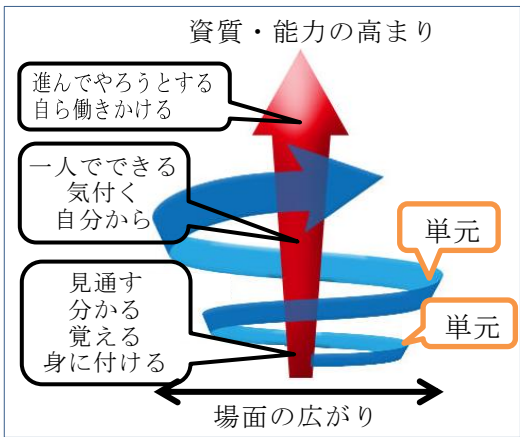 資質・能力の高まり
進んでやろうとする
自ら働きかける
一人でできる
気付く
自分から
単元
見通す
分かる
覚える
身に付ける
単元
場面の広がり